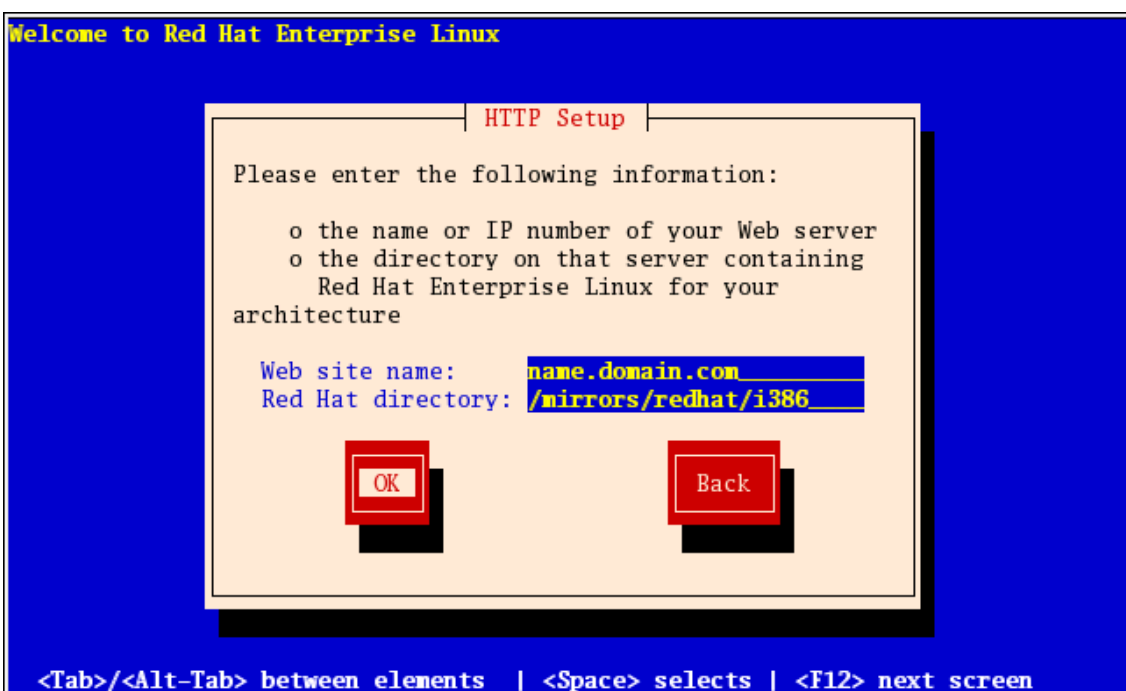 Welcome to Red Hat Enterprise Linux
HTTP Setup
Please enter the following information:
o the name or IP number of your Web server
o the directory on that server containing
Red Hat Enterprise Linux for your
architecture
Web site name: name.domain.com_________
Red Hat directory: /mirrors/redhat/i386____
OK Back
<Tab>/<Alt-Tab> between elements | <Space> selects | <F12> next screen